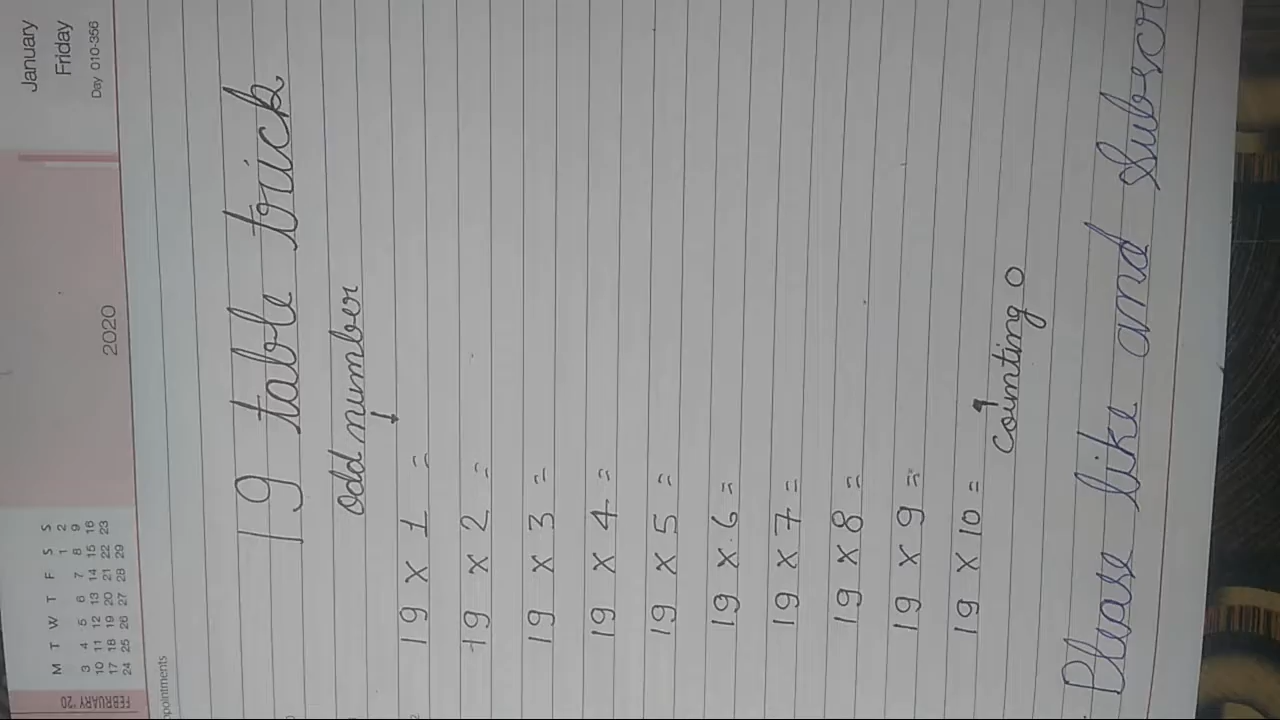 January
Friday
Day 010-356
2020
M T W T F S S
1 2
3 4 5 6 7 8 9
10 11 12 13 14 15 16
17 18 19 20 21 22 23
24 25 26 27 28 29
FEBRUARY '20
ppointments
19 table trick
odd number
19 x 1 =
19 x 2 =
19 x 3 =
19 x 4 =
19 x 5 =
19 x 6 =
19 x 7 =
19 x 8 =
19 x 9 =
19 x 10 =
counting 0
Please like and subscr